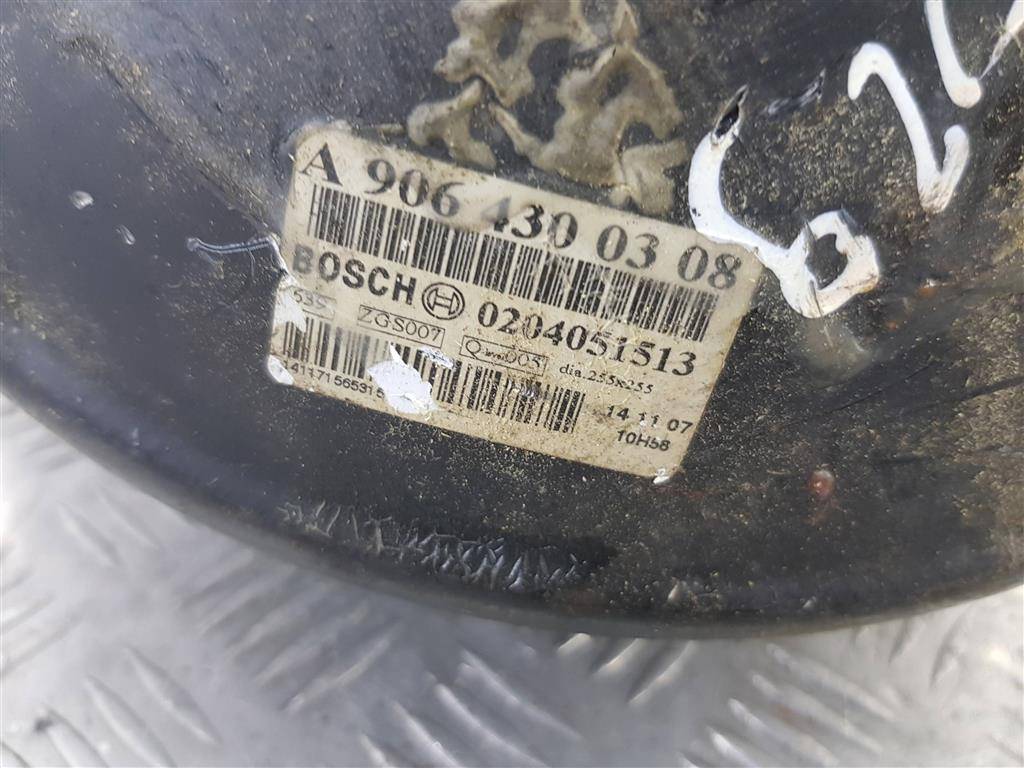 A 906 430 03 08
BOSCH 0204051513
ZGS007 dia.255x255
14 11 07
10H58